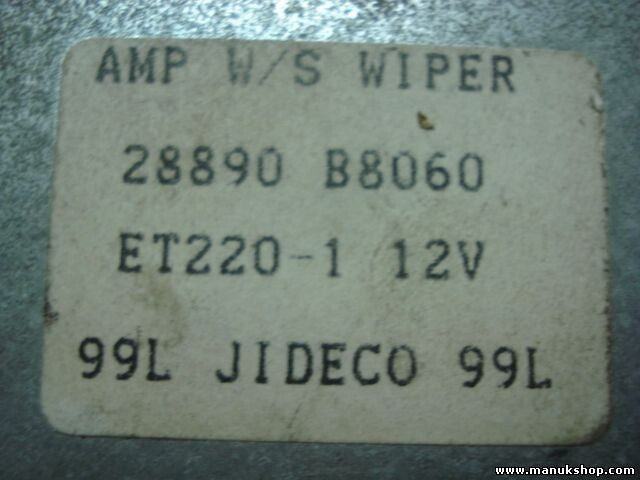 AMP W/S WIPER
28890 B8060
ET220-1 12V
99L JIDECO 99L
www.manukshop.com